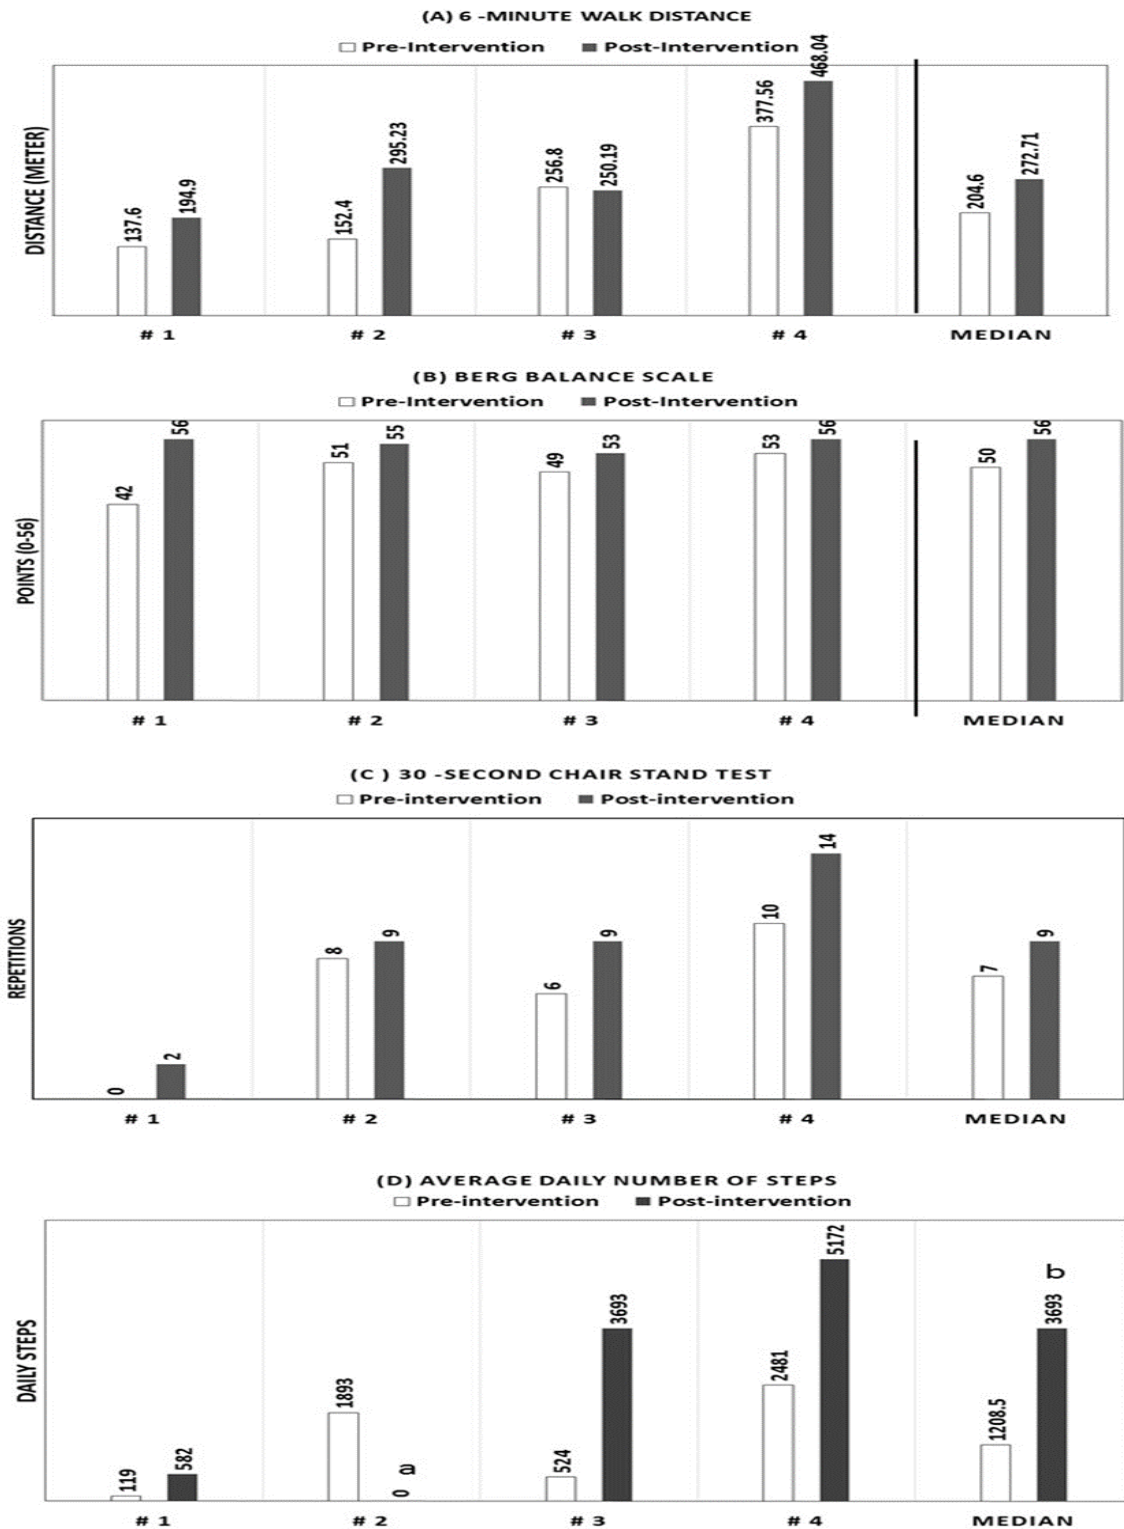 (A) 6 -MINUTE WALK DISTANCE
Pre-Intervention Post-Intervention
DISTANCE (METER)
137.6 194.9 152.4 295.23 256.8 250.19 377.56 468.04 204.6 272.71
# 1 # 2 # 3 # 4 MEDIAN
(B) BERG BALANCE SCALE
Pre-Intervention Post-Intervention
POINTS (0-56)
42 56 51 55 49 53 53 56 50 56
# 1 # 2 # 3 # 4 MEDIAN
(C ) 30 -SECOND CHAIR STAND TEST
Pre-intervention Post-intervention
REPETITIONS
0 2 8 9 6 9 10 14 7 9
# 1 # 2 # 3 # 4 MEDIAN
(D) AVERAGE DAILY NUMBER OF STEPS
Pre-intervention Post-intervention
DAILY STEPS
a b
119 582 1893 0 524 3693 2481 5172 1208.5 3693
# 1 # 2 # 3 # 4 MEDIAN